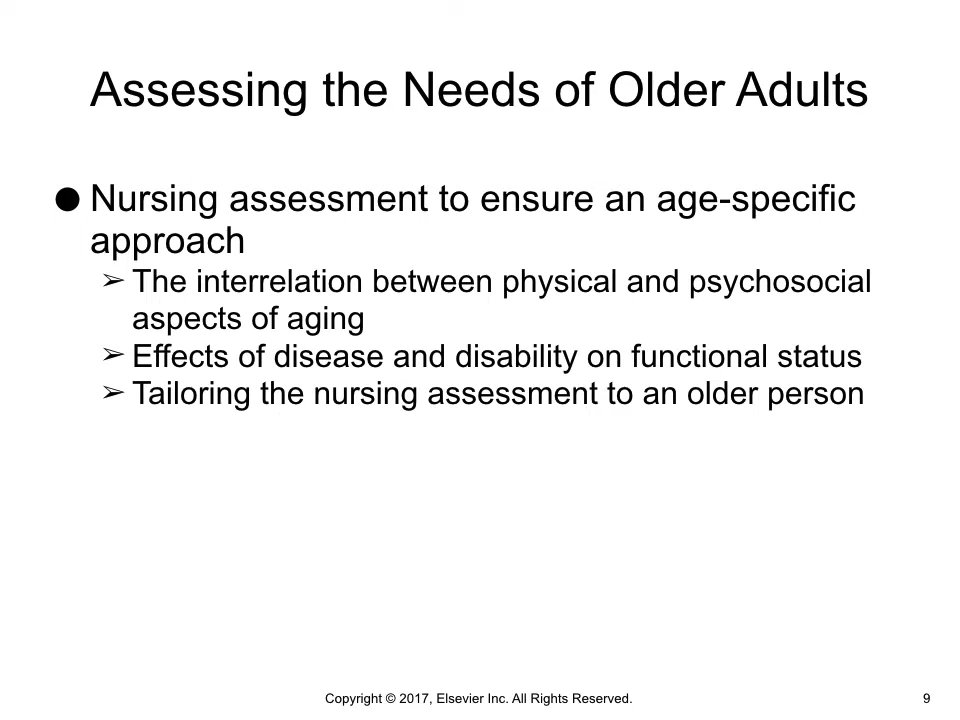 Assessing the Needs of Older Adults
● Nursing assessment to ensure an age-specific
approach
➢ The interrelation between physical and psychosocial
aspects of aging
➢ Effects of disease and disability on functional status
➢ Tailoring the nursing assessment to an older person
Copyright © 2017, Elsevier Inc. All Rights Reserved.
9